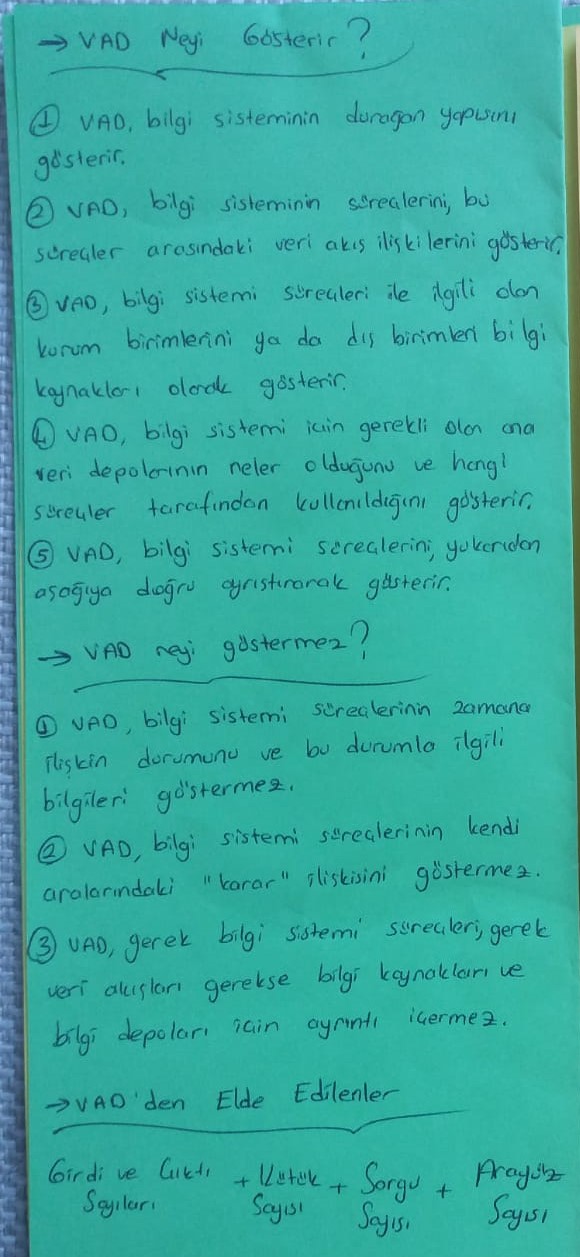 → VAD Neyi Gösterir?
① VAD, bilgi sisteminin durağan yapısını
gösterir.
② VAD, bilgi sisteminin süreçlerini, bu
süreçler arasındaki veri akış ilişkilerini gösterir.
③ VAD, bilgi sistemi süreçleri ile ilgili olan
kurum birimlerini ya da dış birimleri bilgi
kaynakları olarak gösterir.
④ VAD, bilgi sistemi için gerekli olan ana
veri depolarının neler olduğunu ve hangi
süreçler tarafından kullanıldığını gösterir.
⑤ VAD, bilgi sistemi süreçlerini, yukarıdan
aşağıya doğru ayrıştırarak gösterir.
→ VAD neyi göstermez?
① VAD, bilgi sistemi süreçlerinin zamana
ilişkin durumunu ve bu durumla ilgili
bilgileri göstermez.
② VAD, bilgi sistemi süreçlerinin kendi
aralarındaki "karar" ilişkisini göstermez.
③ VAD, gerek bilgi sistemi süreçleri, gerek
veri akışları gerekse bilgi kaynakları ve
bilgi depoları için ayrıntı içermez.
→ VAD'den Elde Edilenler
Girdi ve Çıktı + Kütük + Sorgu + Arayüz
Sayıları Sayısı Sayısı Sayısı